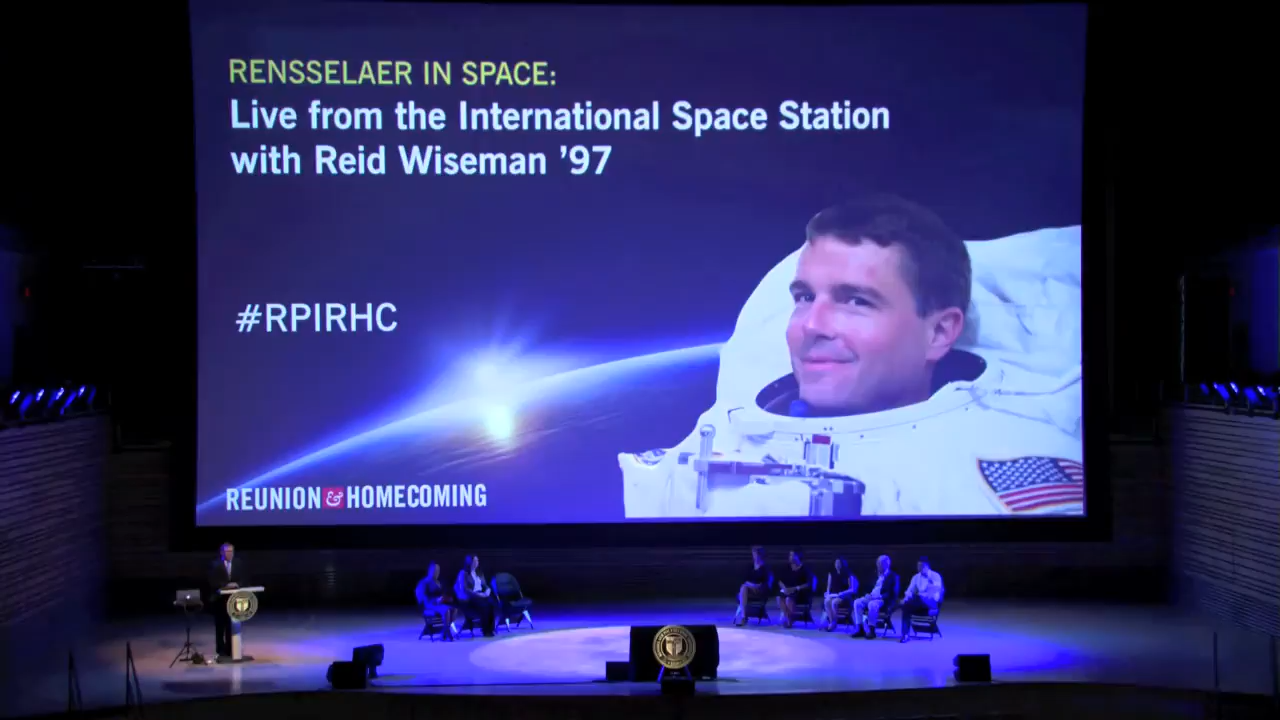 RENSSELAER IN SPACE:
Live from the International Space Station
with Reid Wiseman ’97
#RPIRHC
REUNION & HOMECOMING